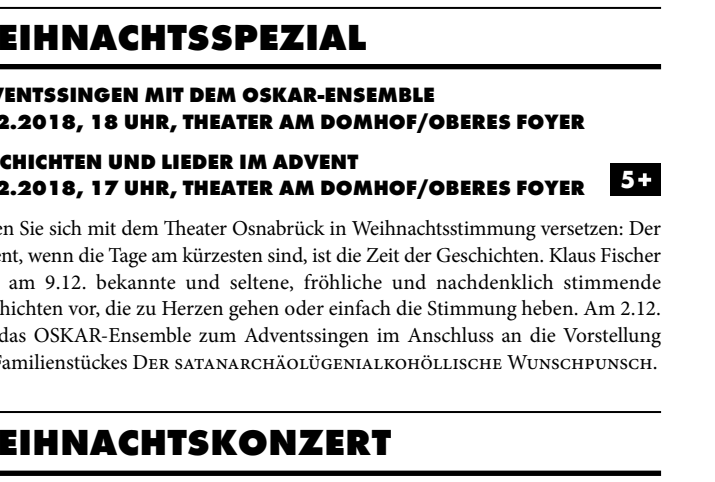 EIHNACHTSSPEZIAL
VENTSSINGEN MIT DEM OSKAR-ENSEMBLE
2.2018, 18 UHR, THEATER AM DOMHOF/OBERES FOYER
CHICHTEN UND LIEDER IM ADVENT
2.2018, 17 UHR, THEATER AM DOMHOF/OBERES FOYER 5+
en Sie sich mit dem Theater Osnabrück in Weihnachtsstimmung versetzen: Der
ent, wenn die Tage am kürzesten sind, ist die Zeit der Geschichten. Klaus Fischer
am 9.12. bekannte und seltene, fröhliche und nachdenklich stimmende
hichten vor, die zu Herzen gehen oder einfach die Stimmung heben. Am 2.12.
das OSKAR-Ensemble zum Adventssingen im Anschluss an die Vorstellung
Familienstückes DER SATANARCHÄOLÜGENIALKOHÖLLISCHE WUNSCHPUNSCH.
EIHNACHTSKONZERT